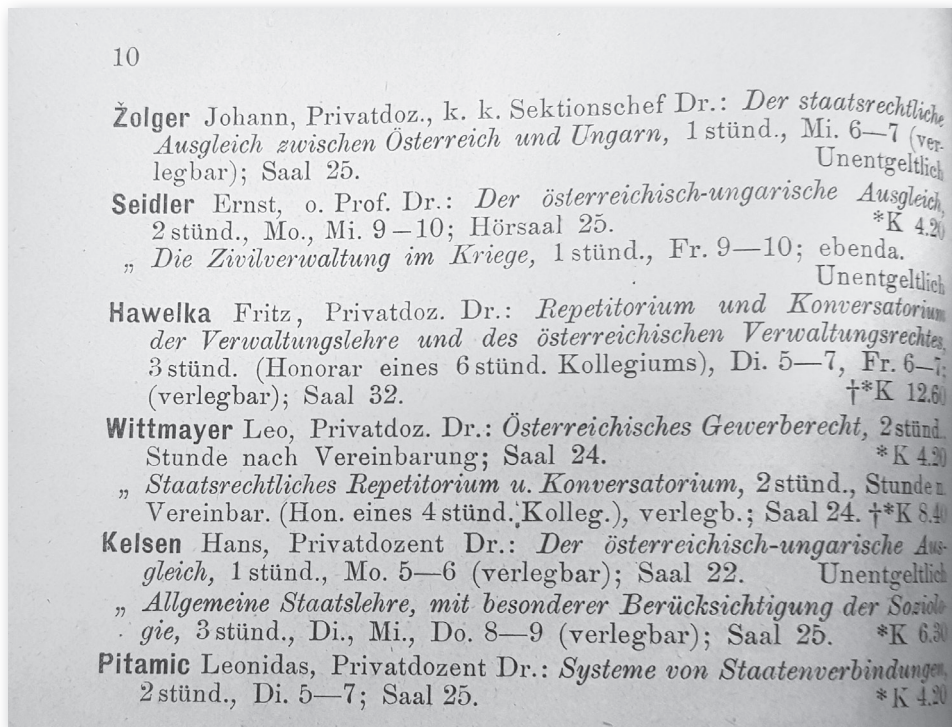 10
Žolger Johann, Privatdoz., k. k. Sektionschef Dr.: Der staatsrechtliche
Ausgleich zwischen Österreich und Ungarn, 1 stünd., Mi. 6—7 (ver-
legbar); Saal 25. Unentgeltlich
Seidler Ernst, o. Prof. Dr.: Der österreichisch-ungarische Ausgleich,
2 stünd., Mo., Mi. 9–10; Hörsaal 25. *K 4.20
„ Die Zivilverwaltung im Kriege, 1 stünd., Fr. 9—10; ebenda.
Unentgeltlich
Hawelka Fritz, Privatdoz. Dr.: Repetitorium und Konversatorium
der Verwaltungslehre und des österreichischen Verwaltungsrechtes,
3 stünd. (Honorar eines 6 stünd. Kollegiums), Di. 5—7, Fr. 6—7;
(verlegbar); Saal 32. †*K 12.60
Wittmayer Leo, Privatdoz. Dr.: Österreichisches Gewerberecht, 2 stünd.
Stunde nach Vereinbarung; Saal 24. *K 4.20
„ Staatsrechtliches Repetitorium u. Konversatorium, 2 stünd., Stunde n.
Vereinbar. (Hon. eines 4 stünd. Kolleg.), verlegb.; Saal 24. †*K 8.40
Kelsen Hans, Privatdozent Dr.: Der österreichisch-ungarische Aus-
gleich, 1 stünd., Mo. 5—6 (verlegbar); Saal 22. Unentgeltlich
„ Allgemeine Staatslehre, mit besonderer Berücksichtigung der Soziolo-
gie, 3 stünd., Di., Mi., Do. 8—9 (verlegbar); Saal 25. *K 6.30
Pitamic Leonidas, Privatdozent Dr.: Systeme von Staatenverbindungen,
2 stünd., Di. 5—7; Saal 25. *K 4.20